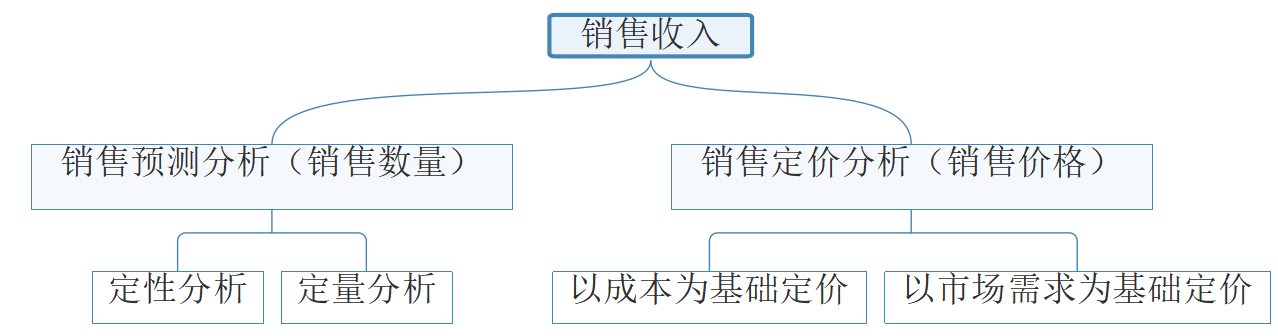 销售收入
销售预测分析（销售数量）
销售定价分析（销售价格）
定性分析
定量分析
以成本为基础定价
以市场需求为基础定价